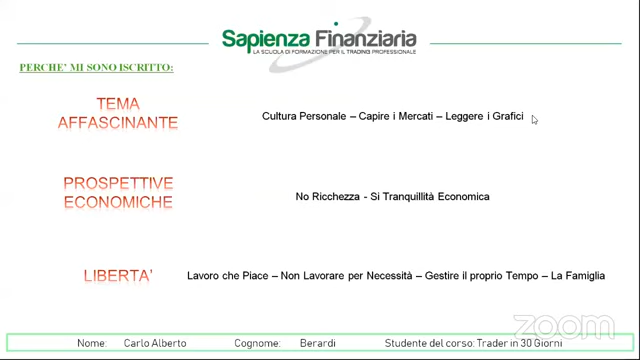 Sapienza Finanziaria
LA SCUOLA DI FORMAZIONE PER IL TRADING PROFESSIONALE
PERCHE' MI SONO ISCRITTO:
TEMA
AFFASCINANTE
Cultura Personale – Capire i Mercati – Leggere i Grafici
PROSPETTIVE
ECONOMICHE
No Ricchezza - Si Tranquillità Economica
LIBERTA'
Lavoro che Piace – Non Lavorare per Necessità – Gestire il proprio Tempo – La Famiglia
zoom
Nome: Carlo Alberto Cognome: Berardi Studente del corso: Trader in 30 Giorni